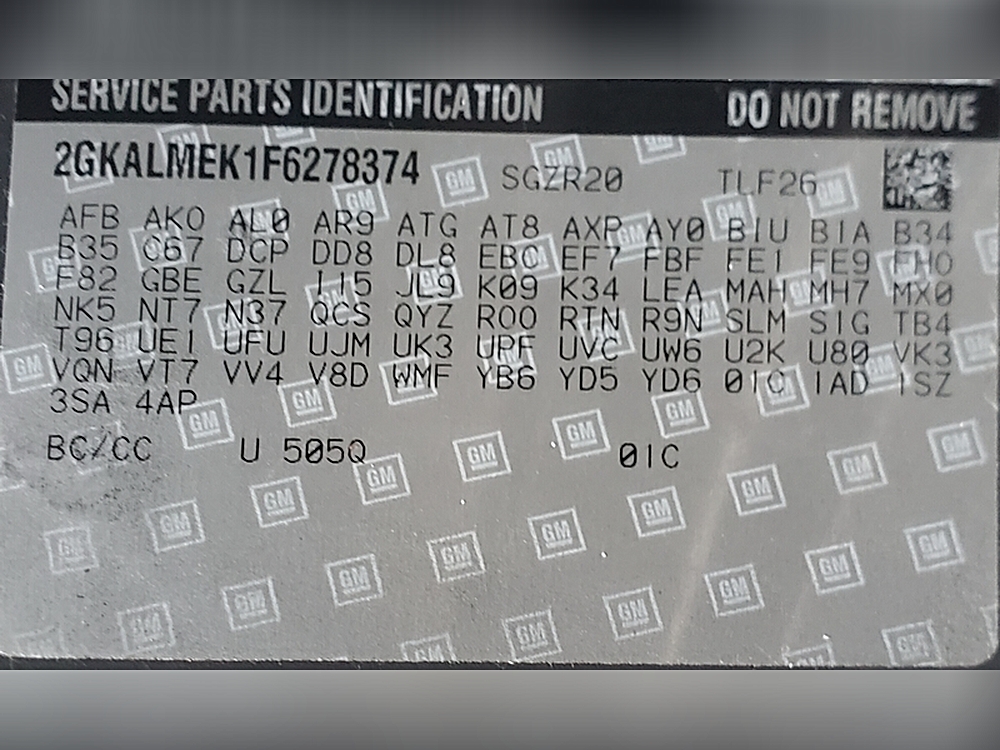 SERVICE PARTS IDENTIFICATION DO NOT REMOVE
2GKALMEK1F6278374 SGZR20 TLF26
AFB AKO AL0 AR9 ATG AT8 AXP AY0 BIU BIA B34
B35 C67 DCP DD8 DL8 EBC EF7 FBF FE1 FE9 FHO
F82 GBE GZL I15 JL9 K09 K34 LEA MAH MH7 MX0
NK5 NT7 N37 QCS QYZ ROO RTN R9N SLM SIG TB4
T96 UE1 UFU UJM UK3 UPF UVC UW6 U2K U80 VK3
VQN VT7 VV4 V8D WMF YB6 YD5 YD6 01C 1AD 1SZ
3SA 4AP
BC/CC U 505Q 01C